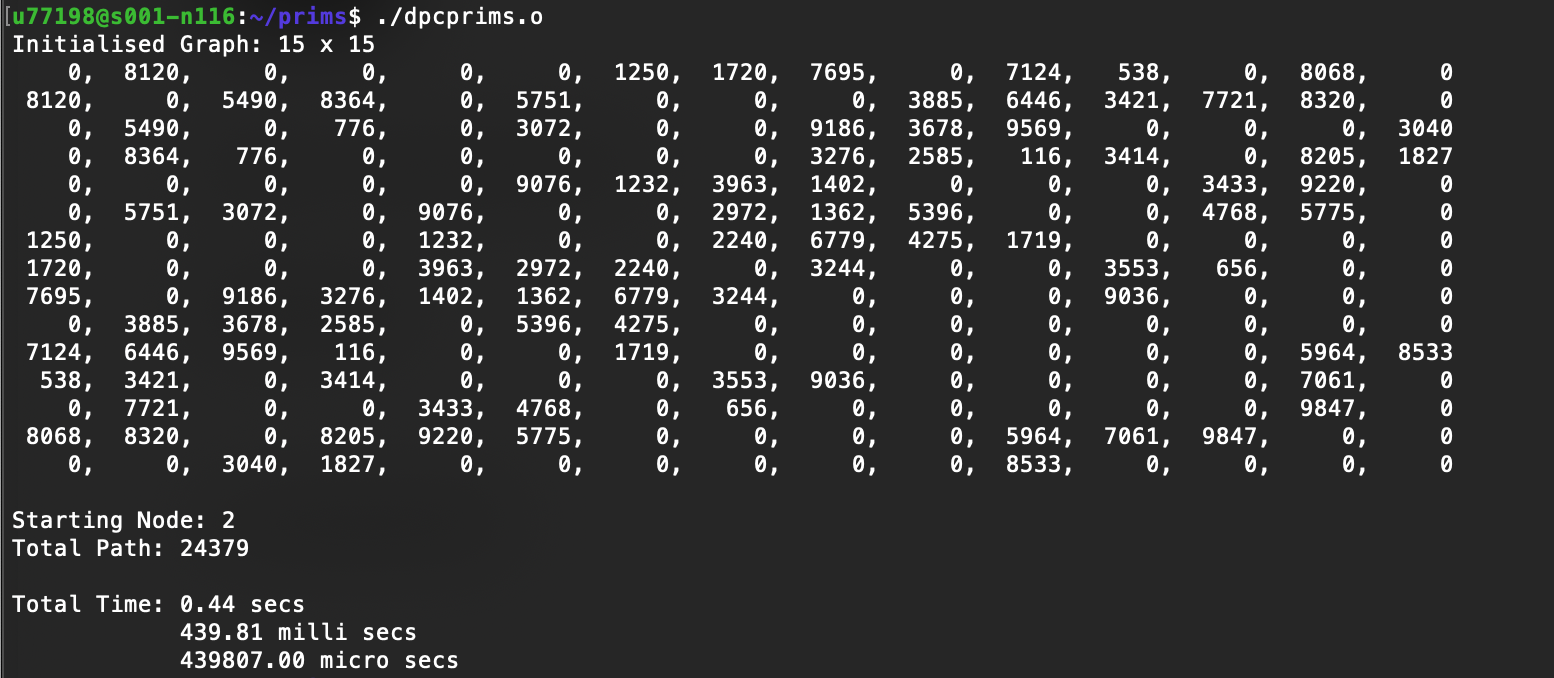 [u77198@s001-n116:~/prims$ ./dpcprims.o
Initialised Graph: 15 x 15
0, 8120, 0, 0, 0, 0, 1250, 1720, 7695, 0, 7124, 538, 0, 8068, 0
8120, 0, 5490, 8364, 0, 5751, 0, 0, 0, 3885, 6446, 3421, 7721, 8320, 0
0, 5490, 0, 776, 0, 3072, 0, 0, 9186, 3678, 9569, 0, 0, 0, 3040
0, 8364, 776, 0, 0, 0, 0, 0, 3276, 2585, 116, 3414, 0, 8205, 1827
0, 0, 0, 0, 0, 9076, 1232, 3963, 1402, 0, 0, 0, 3433, 9220, 0
0, 5751, 3072, 0, 9076, 0, 0, 2972, 1362, 5396, 0, 0, 4768, 5775, 0
1250, 0, 0, 0, 1232, 0, 0, 2240, 6779, 4275, 1719, 0, 0, 0, 0
1720, 0, 0, 0, 3963, 2972, 2240, 0, 3244, 0, 0, 3553, 656, 0, 0
7695, 0, 9186, 3276, 1402, 1362, 6779, 3244, 0, 0, 0, 9036, 0, 0, 0
0, 3885, 3678, 2585, 0, 5396, 4275, 0, 0, 0, 0, 0, 0, 0, 0
7124, 6446, 9569, 116, 0, 0, 1719, 0, 0, 0, 0, 0, 0, 5964, 8533
538, 3421, 0, 3414, 0, 0, 0, 3553, 9036, 0, 0, 0, 0, 7061, 0
0, 7721, 0, 0, 3433, 4768, 0, 656, 0, 0, 0, 0, 0, 9847, 0
8068, 8320, 0, 8205, 9220, 5775, 0, 0, 0, 0, 5964, 7061, 9847, 0, 0
0, 0, 3040, 1827, 0, 0, 0, 0, 0, 0, 8533, 0, 0, 0, 0
Starting Node: 2
Total Path: 24379
Total Time: 0.44 secs
439.81 milli secs
439807.00 micro secs